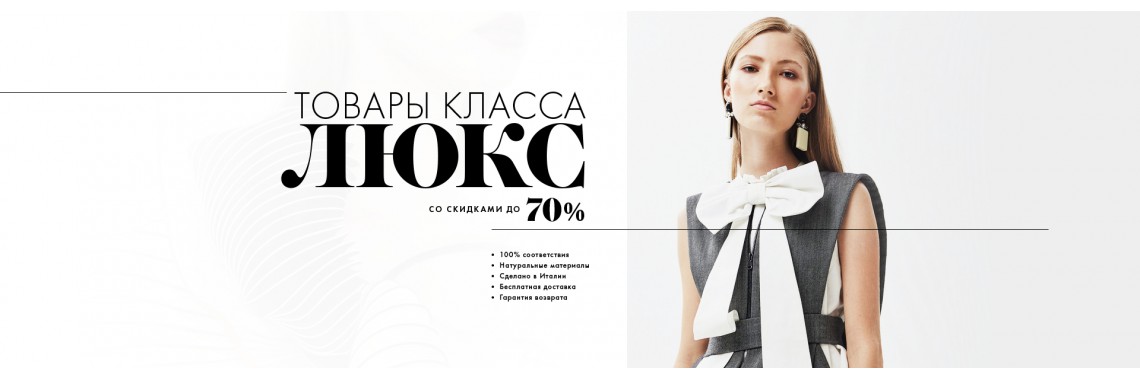 ТОВАРЫ КЛАССА
ЛЮКС
СО СКИДКАМИ ДО 70%
• 100% соответствия
• Натуральные материалы
• Сделано в Италии
• Бесплатная доставка
• Гарантия возврата